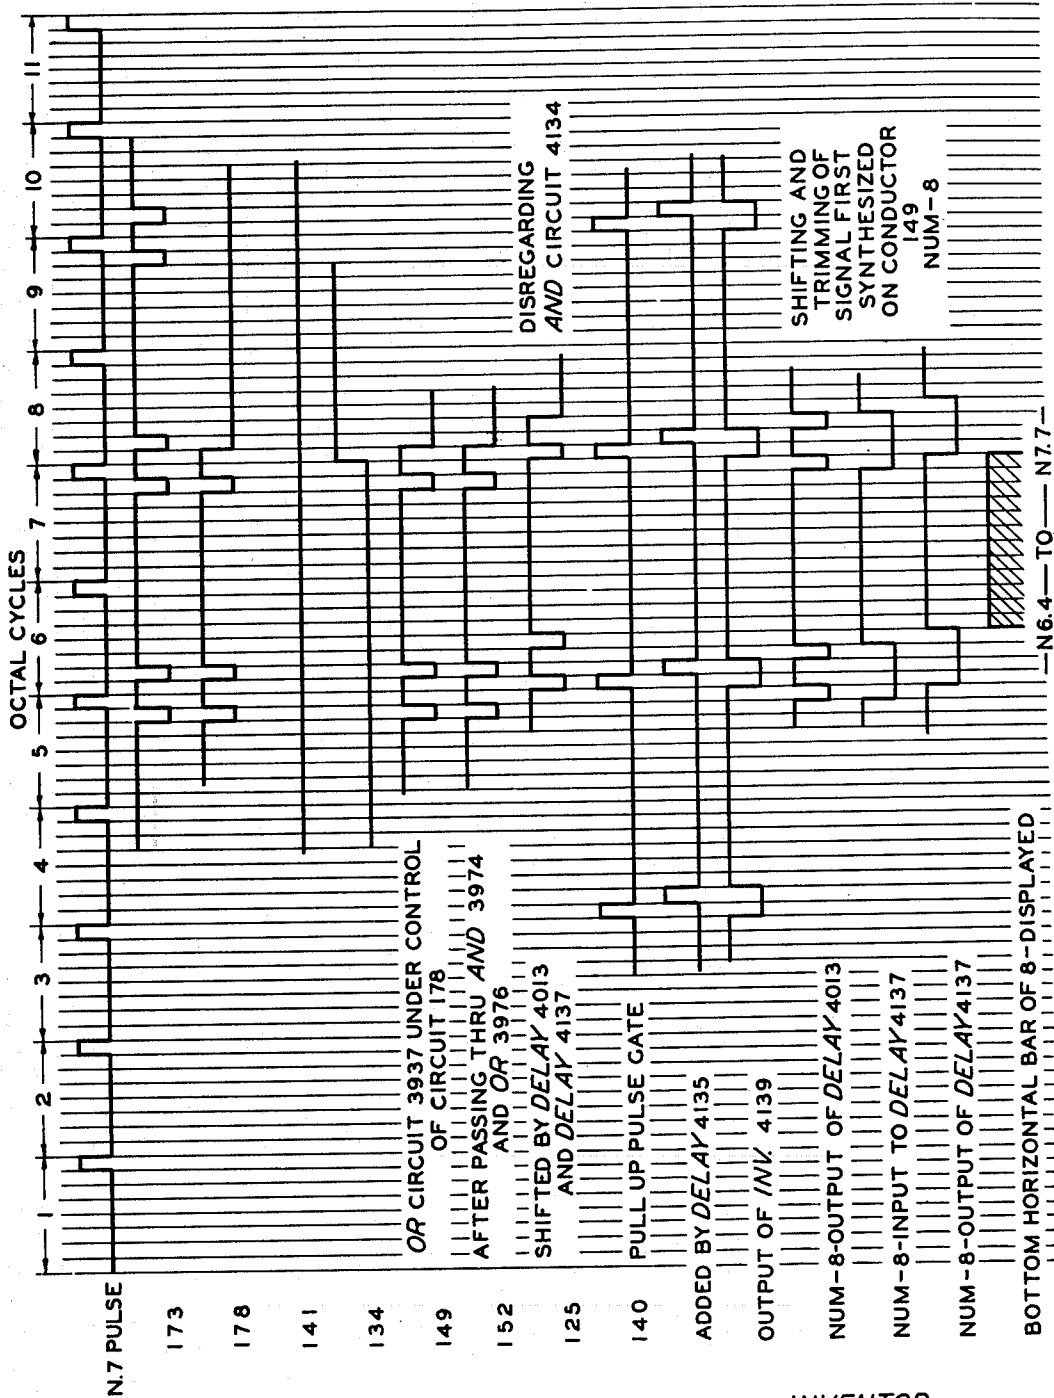 OCTAL CYCLES
1 2 3 4 5 6 7 8 9 10 11
N.7 PULSE
173
178
141
134
OR CIRCUIT 3937 UNDER CONTROL
OF CIRCUIT 178
149
AFTER PASSING THRU AND 3974
AND OR 3976
152
SHIFTED BY DELAY 4013
AND DELAY 4137
125
DISREGARDING
AND CIRCUIT 4134
140
PULL UP PULSE GATE
ADDED BY DELAY 4135
OUTPUT OF INV. 4139
NUM-8-OUTPUT OF DELAY 4013
NUM-8-INPUT TO DELAY 4137
NUM-8-OUTPUT OF DELAY 4137
SHIFTING AND
TRIMMING OF
SIGNAL FIRST
SYNTHESIZED
ON CONDUCTOR
149
NUM-8
BOTTOM HORIZONTAL BAR OF 8-DISPLAYED
N6.4 TO N7.7